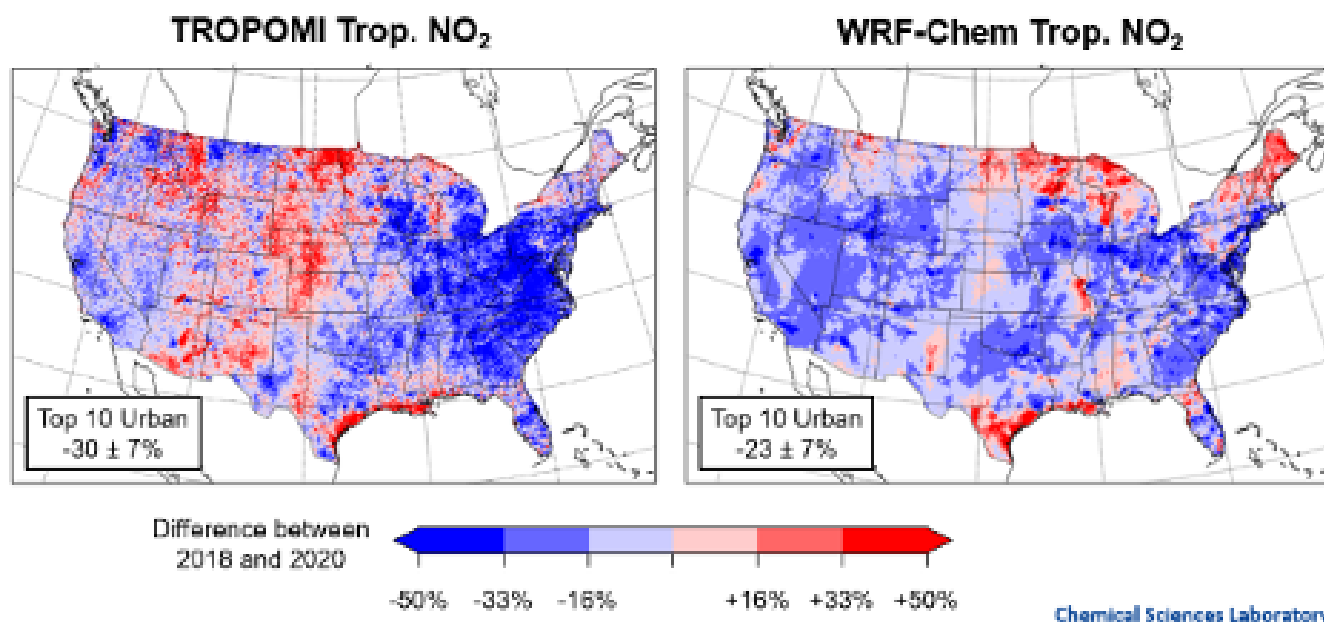 TROPOMI Trop. NO₂
WRF-Chem Trop. NO₂
Top 10 Urban
-30 ± 7%
Top 10 Urban
-23 ± 7%
Difference between
2018 and 2020
-50% -33% -16% +16% +33% +50%
Chemical Sciences Laboratory